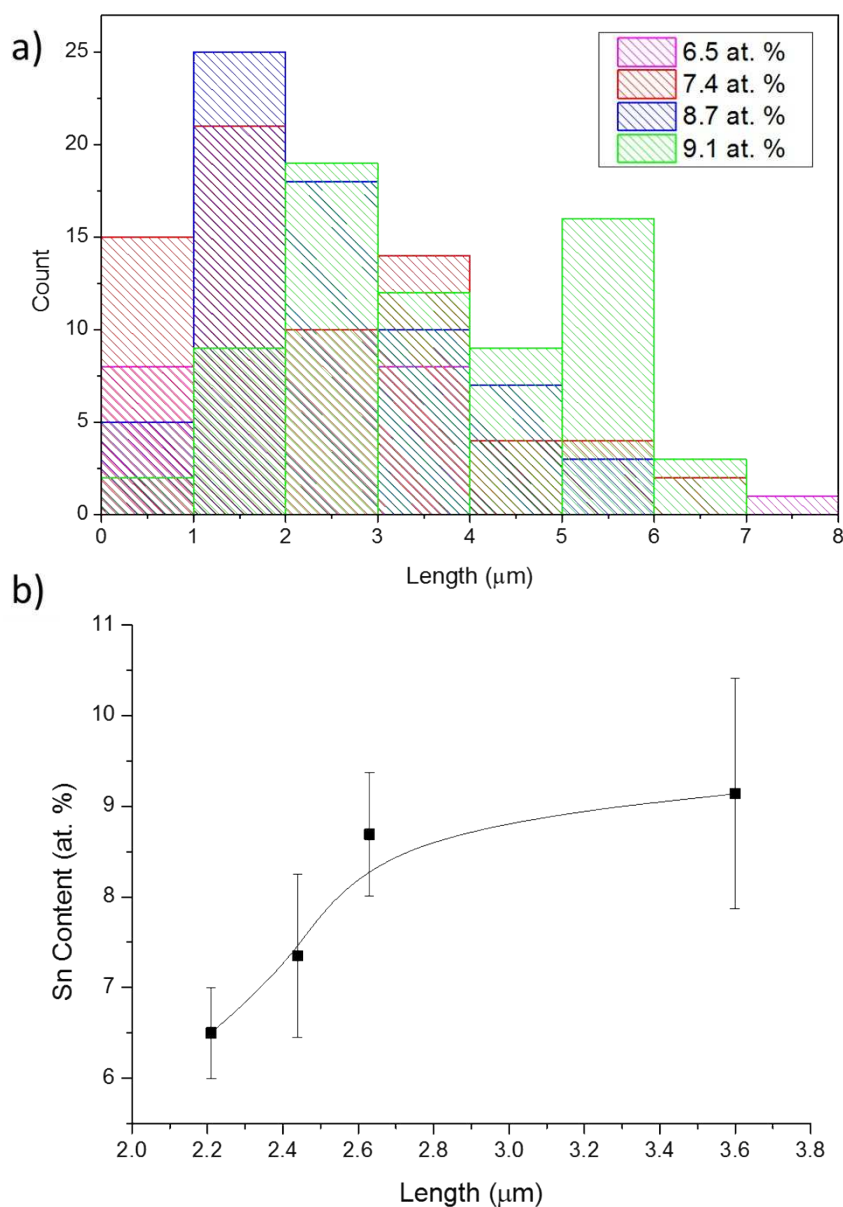 a)
25
20
15
10
5
0
Count
6.5 at. %
7.4 at. %
8.7 at. %
9.1 at. %
0 1 2 3 4 5 6 7 8
Length (μm)
b)
11
10
9
8
7
6
Sn Content (at. %)
2.0 2.2 2.4 2.6 2.8 3.0 3.2 3.4 3.6 3.8
Length (μm)